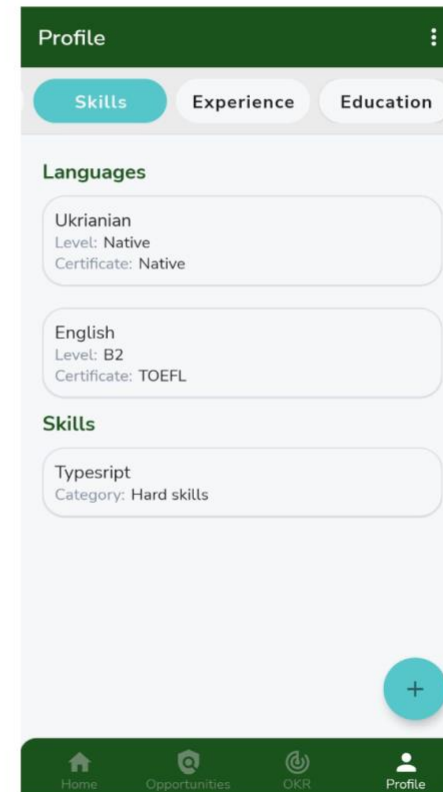 Profile
Skills Experience Education
Languages
Ukrianian
Level: Native
Certificate: Native
English
Level: B2
Certificate: TOEFL
Skills
Typesript
Category: Hard skills
+
Home Opportunities OKR Profile